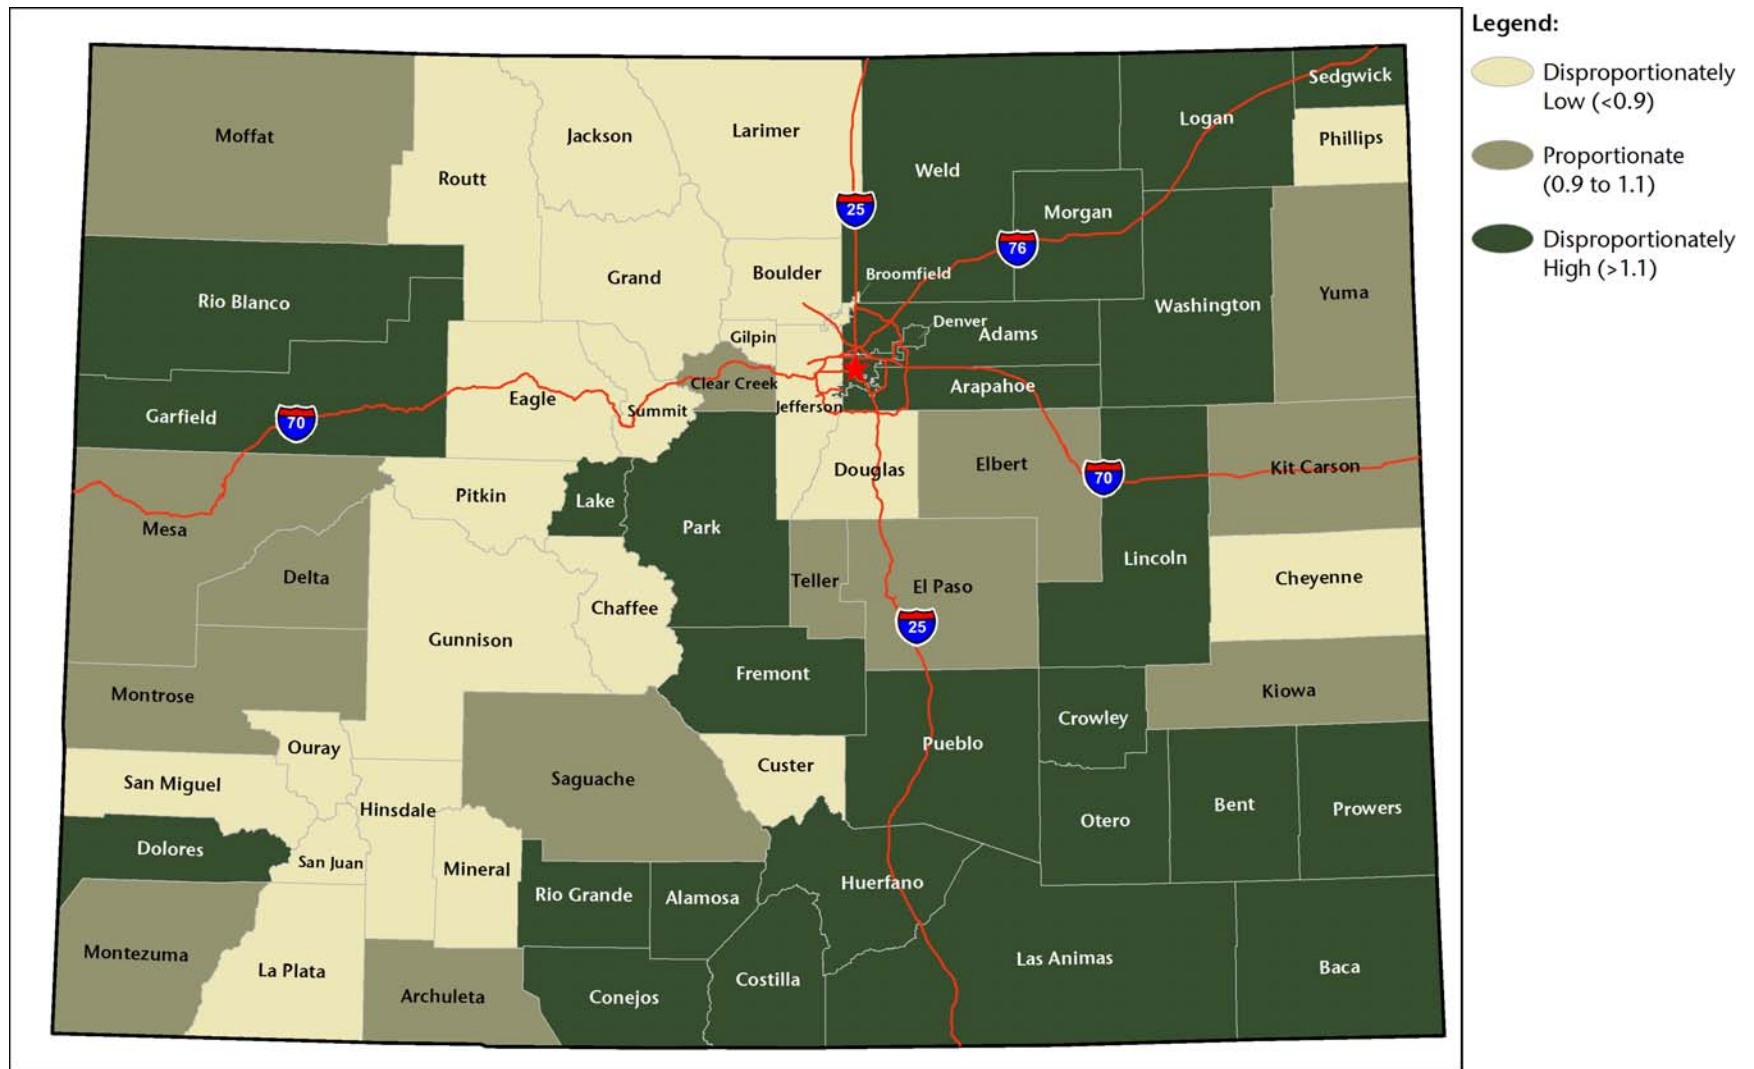 Legend:
Disproportionately
Low (<0.9)
Proportionate
(0.9 to 1.1)
Disproportionately
High (>1.1)
Sedgwick
Logan
Larimer
Moffat
Jackson
Phillips
Weld
Routt
25
Morgan
76
Boulder
Broomfield
Grand
Yuma
Rio Blanco
Washington
Denver
Adams
Gilpin
Clear Creek
Arapahoe
Eagle
Jefferson
Summit
Garfield
70
Elbert
Kit Carson
Douglas
70
Pitkin
Lake
Park
Mesa
Lincoln
Delta
Cheyenne
Teller
El Paso
Chaffee
25
Gunnison
Fremont
Kiowa
Montrose
Crowley
Pueblo
Ouray
Custer
Saguache
San Miguel
Bent
Prowers
Hinsdale
Otero
Dolores
San Juan
Mineral
Huerfano
Rio Grande
Alamosa
Montezuma
Las Animas
Baca
La Plata
Costilla
Archuleta
Conejos